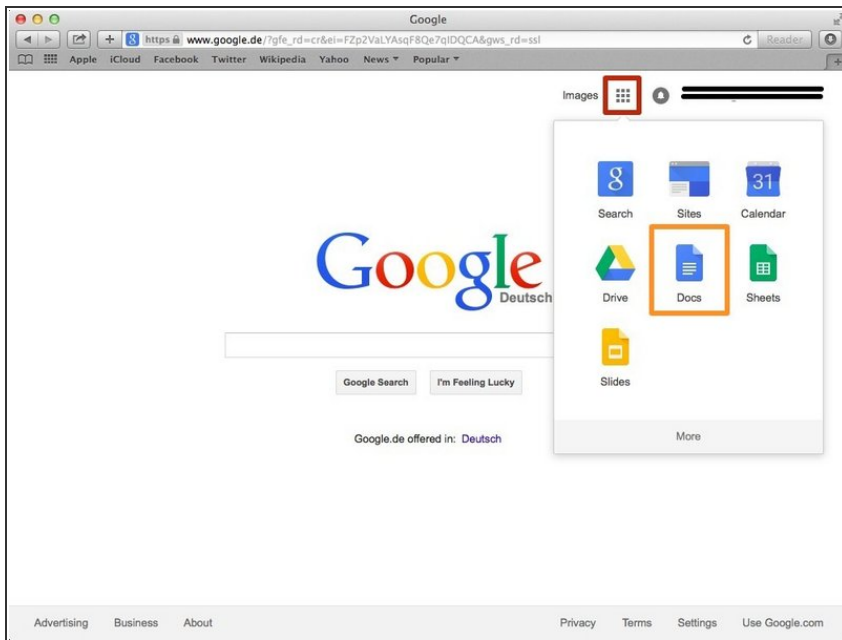 Google
https www.google.de/?gfe_rd=cr&ei=FZp2VaLYAsqF8Qe7qIDQCA&gws_rd=ssl
Reader
Apple iCloud Facebook Twitter Wikipedia Yahoo News Popular
Images
8
31
Search Sites Calendar
Google
Deutsch
Drive Docs Sheets
Slides
Google Search I'm Feeling Lucky
Google.de offered in: Deutsch
More
Advertising Business About Privacy Terms Settings Use Google.com